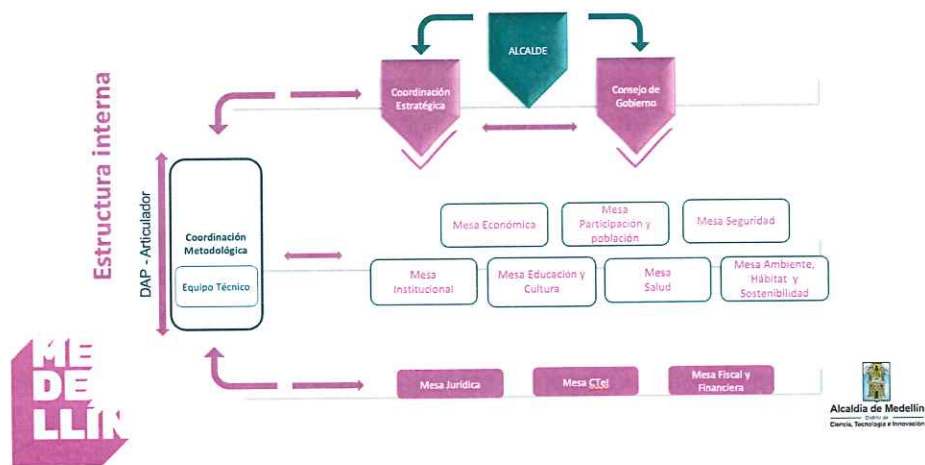 Estructura interna
ALCALDE
Coordinación
Estratégica
Consejo de
Gobierno
DAP - Articulador
Coordinación
Metodológica
Equipo Técnico
Mesa Económica
Mesa
Participación y
población
Mesa Seguridad
Mesa
Institucional
Mesa Educación y
Cultura
Mesa
Salud
Mesa Ambiente,
Hábitat y
Sostenibilidad
Mesa Jurídica
Mesa CTeI
Mesa Fiscal y
Financiera
ME
DE
LLÍN
Alcaldía de Medellín
Distrito de
Ciencia, Tecnología e Innovación